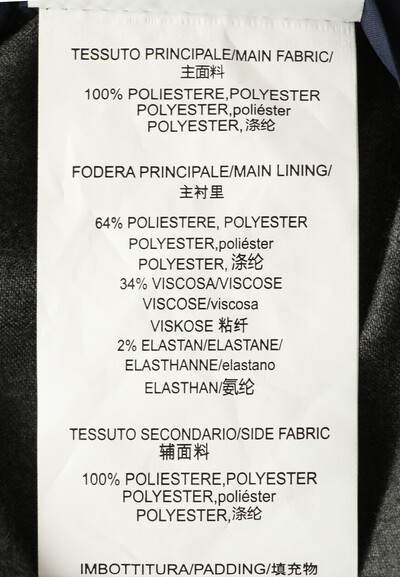 TESSUTO PRINCIPALE/MAIN FABRIC/
主面料
100% POLIESTERE,POLYESTER
POLYESTER,poliéster
POLYESTER,涤纶
FODERA PRINCIPALE/MAIN LINING/
主衬里
64% POLIESTERE, POLYESTER
POLYESTER,poliéster
POLYESTER,涤纶
34% VISCOSA/VISCOSE
VISCOSE/viscosa
VISKOSE 粘纤
2% ELASTAN/ELASTANE/
ELASTHANNE/elastano
ELASTHAN/氨纶
TESSUTO SECONDARIO/SIDE FABRIC
辅面料
100% POLIESTERE,POLYESTER
POLYESTER,poliéster
POLYESTER,涤纶
IMBOTTITURA/PADDING/填充物